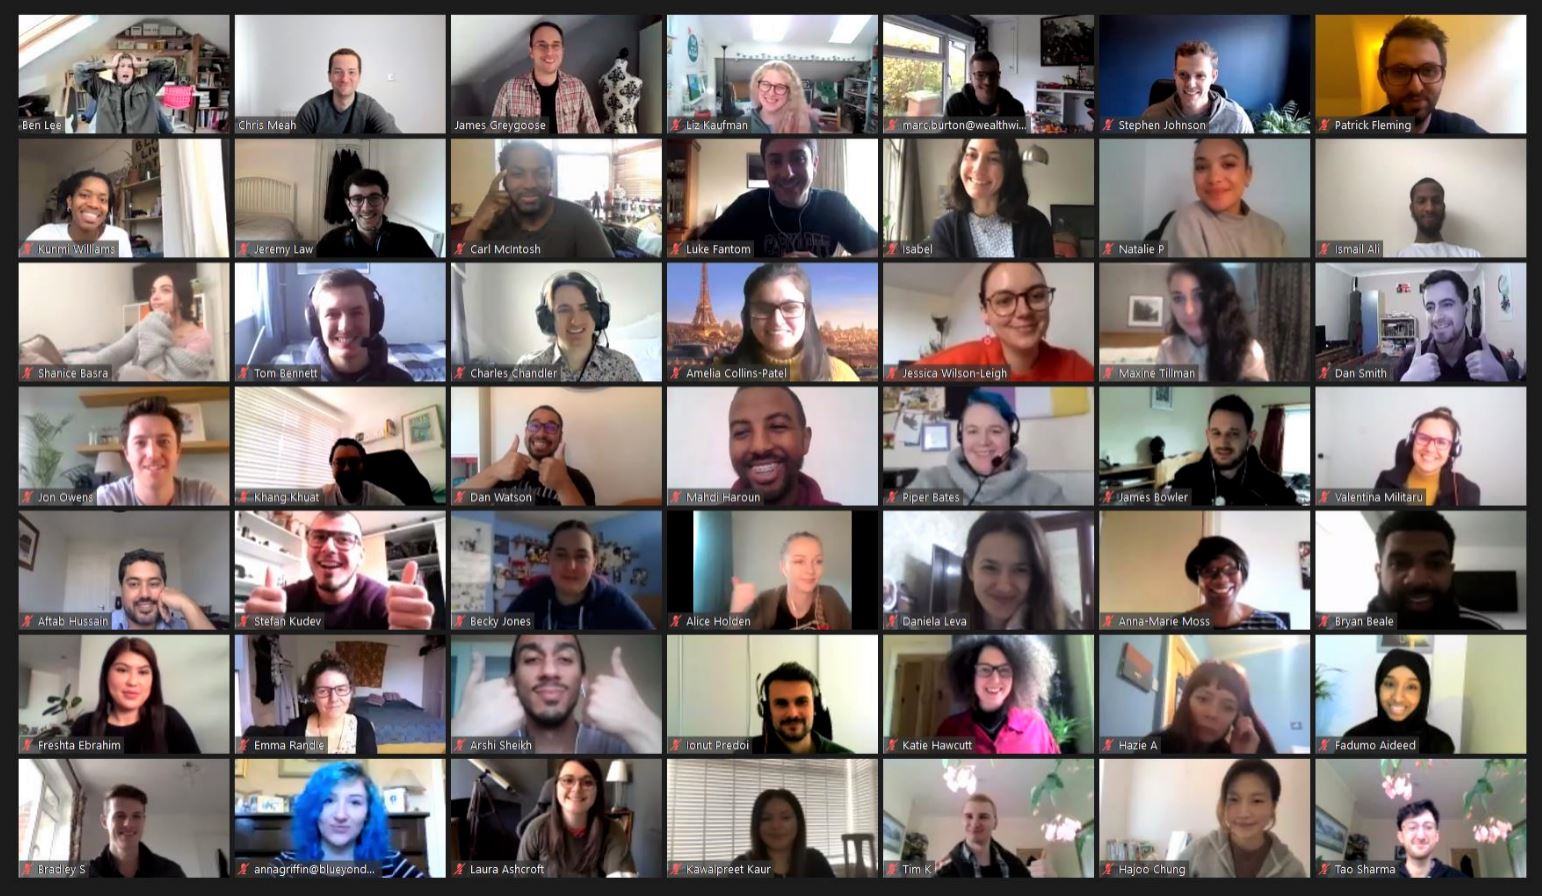 Ben Lee
Chris Meah
James Greygoose
Liz Kaufman
marc.burton@wealthwi...
Stephen Johnson
Patrick Fleming
Kunmi Williams
Jeremy Law
Carl McIntosh
Luke Fantom
Isabel
Natalie P
Ismail Ali
Shanice Basra
Tom Bennett
Charles Chandler
Amelia Collins-Patel
Jessica Wilson-Leigh
Maxine Tillman
Dan Smith
Jon Owens
Khang Khuat
Dan Watson
Mahdi Haroun
Piper Bates
James Bowler
Valentina Militaru
Aftab Hussain
Stefan Kudev
Becky Jones
Alice Holden
Daniela Leva
Anna-Marie Moss
Bryan Beale
Freshta Ebrahim
Emma Randle
Arshi Sheikh
Ionut Predoi
Katie Hawcutt
Hazie A
Fadumo Aideed
Bradley S
annagriffin@blueyond...
Laura Ashcroft
Kawalpreet Kaur
Tim K
Hajoo Chung
Tao Sharma